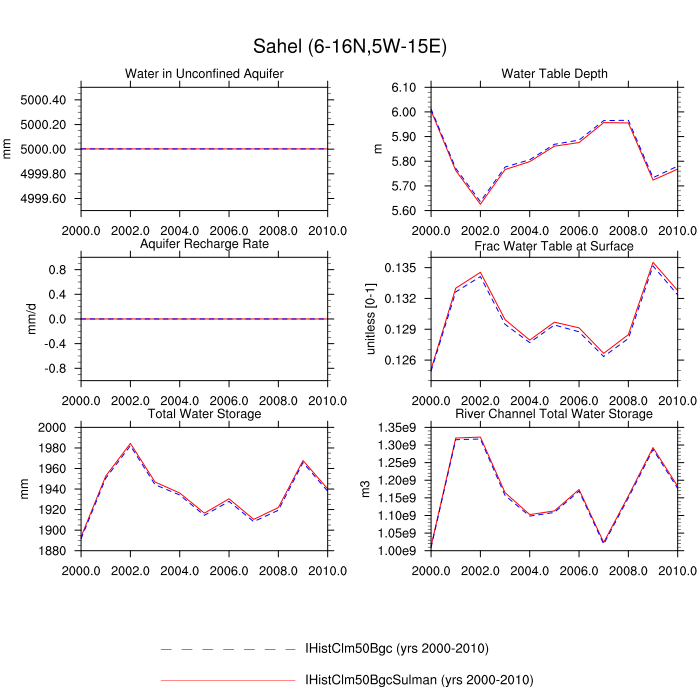 Sahel (6-16N,5W-15E)
Water in Unconfined Aquifer
5000.40
5000.20
5000.00
4999.80
4999.60
mm
2000.0 2002.0 2004.0 2006.0 2008.0 2010.0
Water Table Depth
6.10
6.00
5.90
5.80
5.70
5.60
m
2000.0 2002.0 2004.0 2006.0 2008.0 2010.0
Aquifer Recharge Rate
0.8
0.4
0.0
-0.4
-0.8
mm/d
2000.0 2002.0 2004.0 2006.0 2008.0 2010.0
Frac Water Table at Surface
0.135
0.132
0.129
0.126
unitless [0-1]
2000.0 2002.0 2004.0 2006.0 2008.0 2010.0
Total Water Storage
2000
1980
1960
1940
1920
1900
1880
mm
2000.0 2002.0 2004.0 2006.0 2008.0 2010.0
River Channel Total Water Storage
1.35e9
1.30e9
1.25e9
1.20e9
1.15e9
1.10e9
1.05e9
1.00e9
m3
2000.0 2002.0 2004.0 2006.0 2008.0 2010.0
IHistClm50Bgc (yrs 2000-2010)
IHistClm50BgcSulman (yrs 2000-2010)